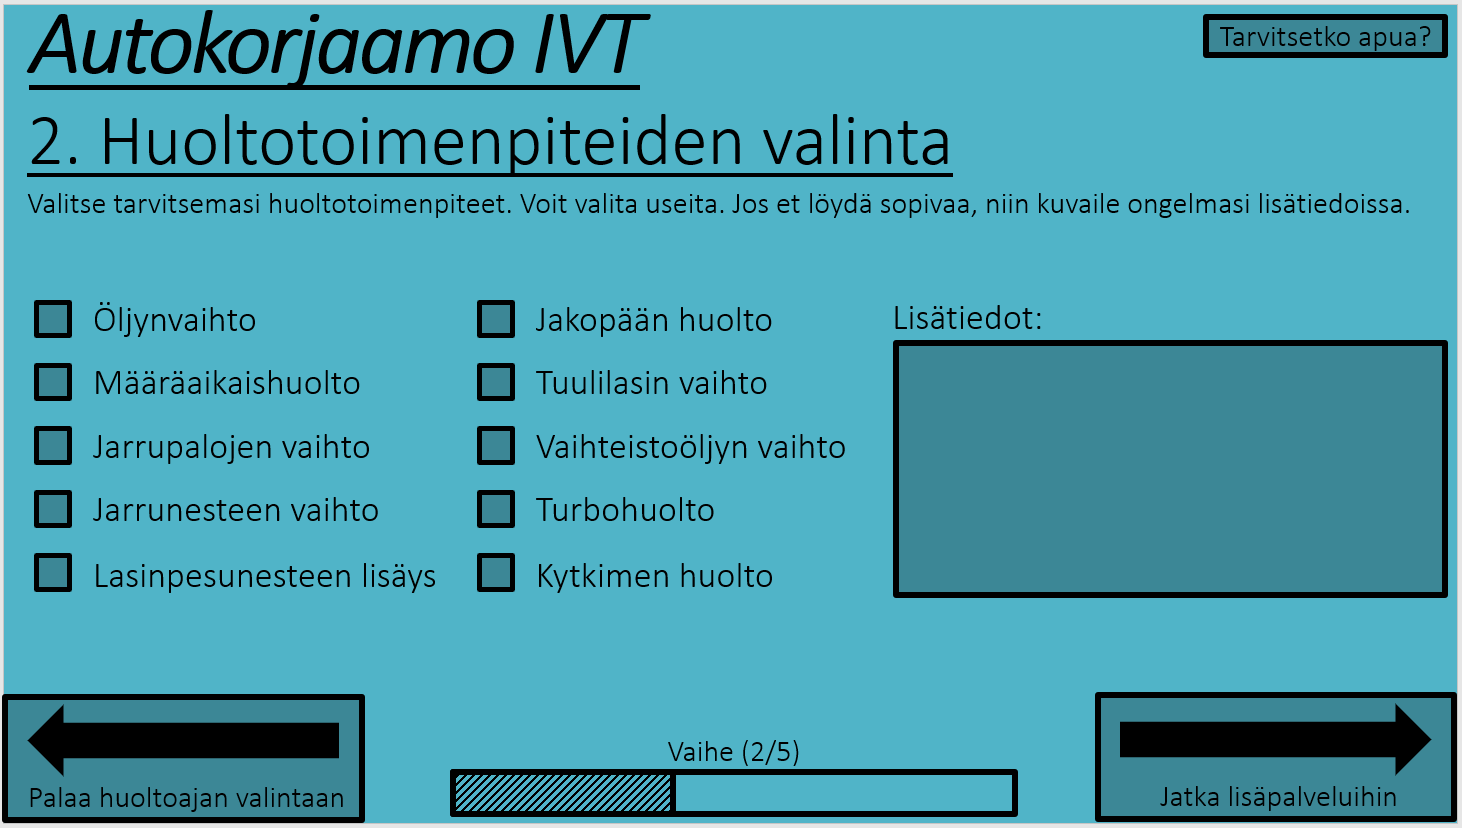 Autokorjaamo IVT
Tarvitsetko apua?
2. Huoltotoimenpiteiden valinta
Valitse tarvitsemasi huoltotoimenpiteet. Voit valita useita. Jos et löydä sopivaa, niin kuvaile ongelmasi lisätiedoissa.
Öljynvaihto
Määräaikaishuolto
Jarrupalojen vaihto
Jarrunesteen vaihto
Lasinpesunesteen lisäys
Jakopään huolto
Tuulilasin vaihto
Vaihteistoöljyn vaihto
Turbohuolto
Kytkimen huolto
Lisätiedot:
Palaa huoltoajan valintaan
Vaihe (2/5)
Jatka lisäpalveluihin